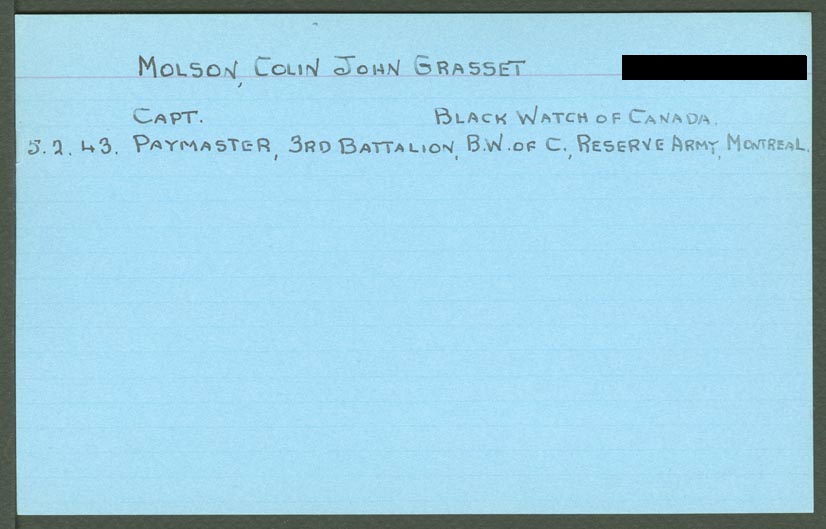 MOLSON, COLIN JOHN GRASSET
CAPT. BLACK WATCH OF CANADA.
5.2.43. PAYMASTER, 3RD BATTALION, B.W. OF C., RESERVE ARMY, MONTREAL.